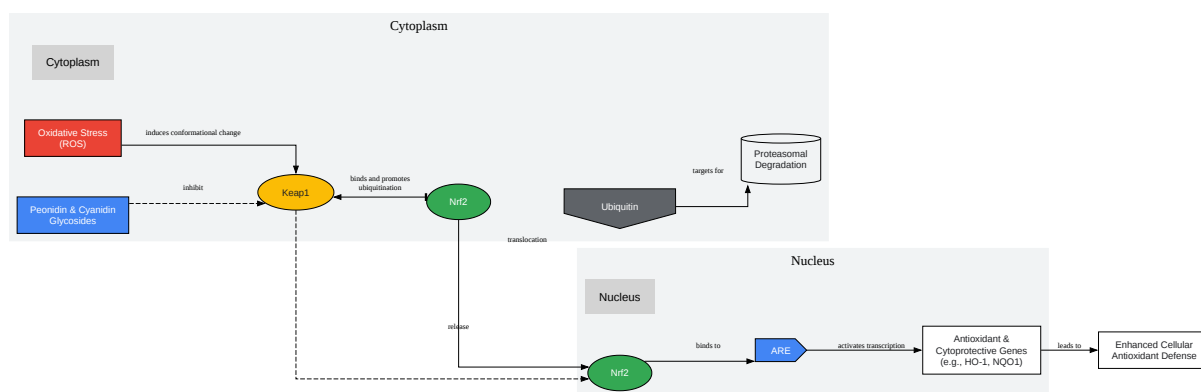 Cytoplasm
Cytoplasm
Oxidative Stress
(ROS)
induces conformational change
Peonidin & Cyanidin
Glycosides
inhibit
Keap1
binds and promotes
ubiquitination
Nrf2
Ubiquitin
targets for
Proteasomal
Degradation
translocation
release
Nucleus
Nucleus
Nrf2
binds to
ARE
activates transcription
Antioxidant &
Cytoprotective Genes
(e.g., HO-1, NQO1)
leads to
Enhanced Cellular
Antioxidant Defense